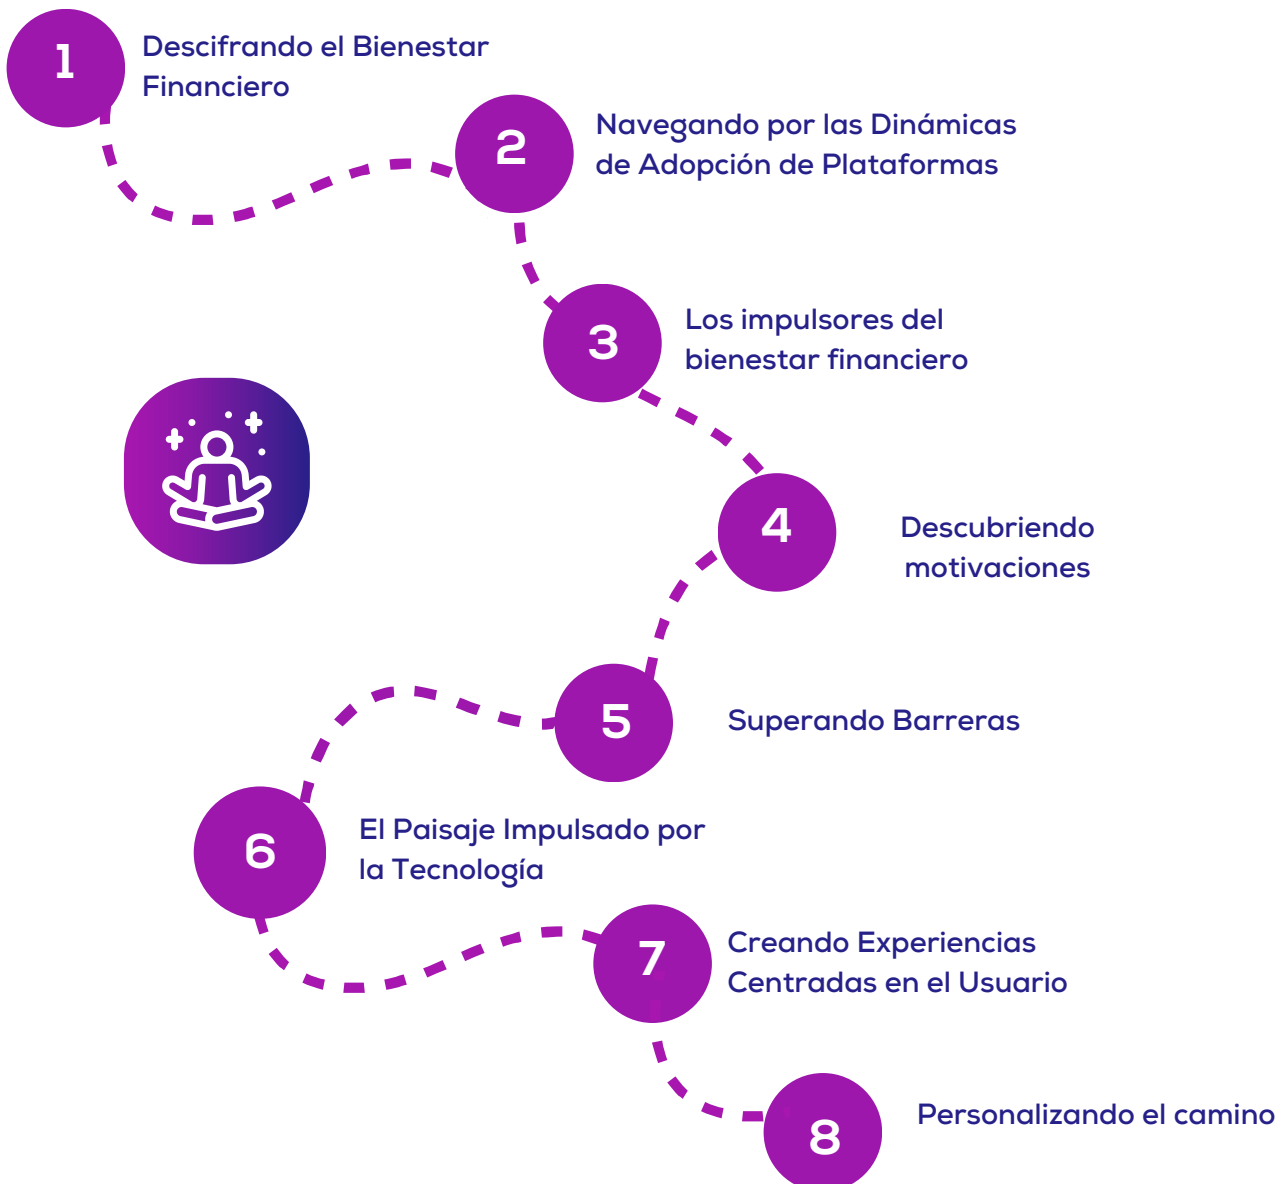 1
Descifrando el Bienestar
Financiero
2
Navegando por las Dinámicas
de Adopción de Plataformas
3
Los impulsores del
bienestar financiero
4
Descubriendo
motivaciones
5
Superando Barreras
6
El Paisaje Impulsado por
la Tecnología
7
Creando Experiencias
Centradas en el Usuario
8
Personalizando el camino